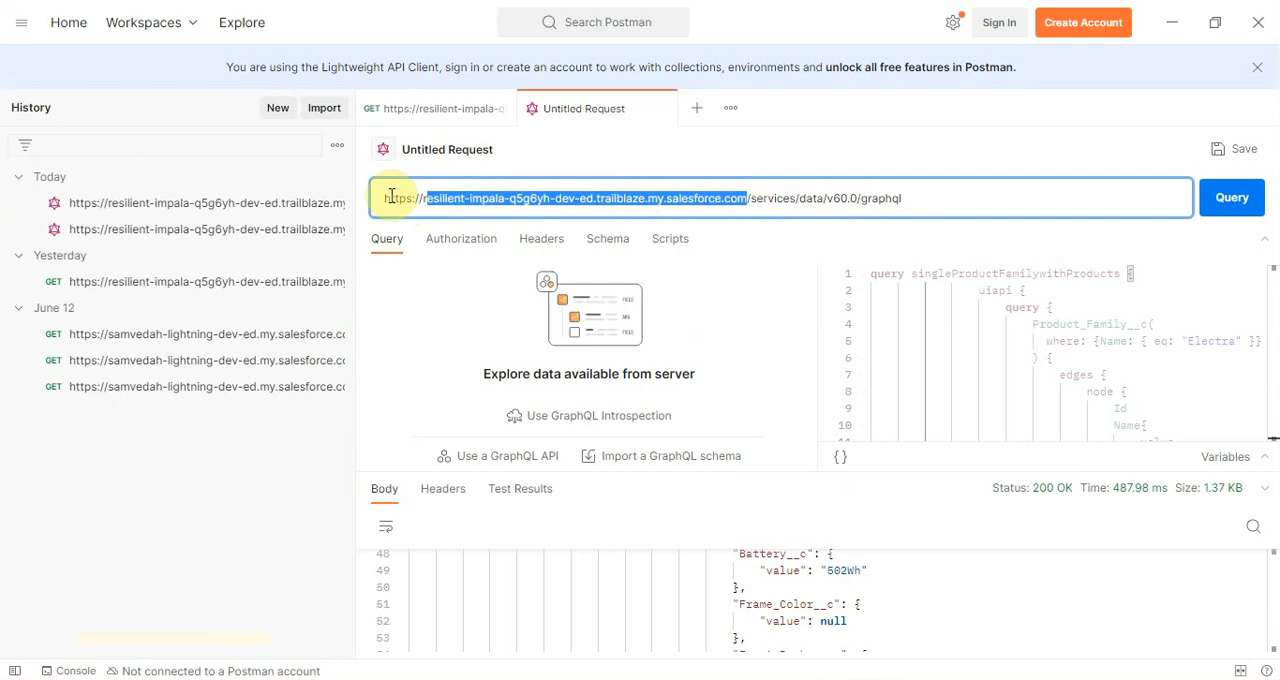 Home Workspaces Explore Search Postman Sign In Create Account
You are using the Lightweight API Client, sign in or create an account to work with collections, environments and unlock all free features in Postman.
History New Import GET https://resilient-impala-q Untitled Request
Untitled Request Save
Today
https://resilient-impala-q5g6yh-dev-ed.trailblaze.my
https://resilient-impala-q5g6yh-dev-ed.trailblaze.my
Yesterday
GET https://resilient-impala-q5g6yh-dev-ed.trailblaze.my
June 12
GET https://samvedah-lightning-dev-ed.my.salesforce.co
GET https://samvedah-lightning-dev-ed.my.salesforce.co
GET https://samvedah-lightning-dev-ed.my.salesforce.co
https://resilient-impala-q5g6yh-dev-ed.trailblaze.my.salesforce.com/services/data/v60.0/graphql Query
Query Authorization Headers Schema Scripts
Explore data available from server
Use GraphQL Introspection
Use a GraphQL API Import a GraphQL schema
1 query singleProductFamilywithProducts {
2 uiapi {
3 query {
4 Product_Family__c(
5 where: {Name: { eq: "Electra" }}
6 ) {
7 edges {
8 node {
9 Id
10 Name{
{} Variables
Body Headers Test Results Status: 200 OK Time: 487.98 ms Size: 1.37 KB
48 "Battery__c": {
49 "value": "502Wh"
50 },
51 "Frame_Color__c": {
52 "value": null
53 },
Console Not connected to a Postman account